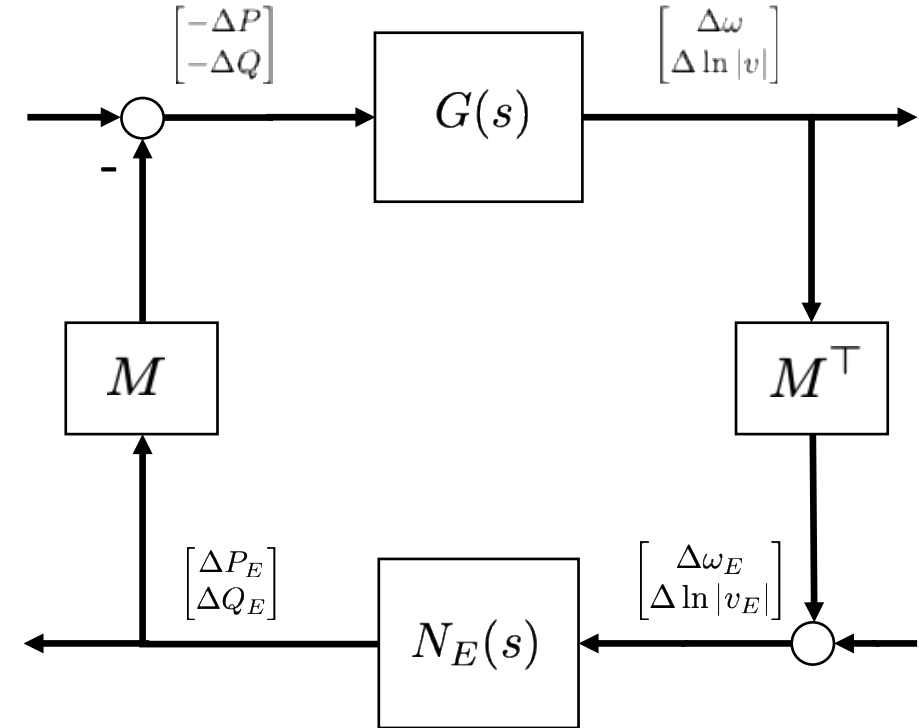 [−ΔP
−ΔQ]
[Δω
Δ ln |v|]
G(s)
-
M
M⊤
[ΔP_E
ΔQ_E]
[Δω_E
Δ ln |v_E|]
N_E(s)